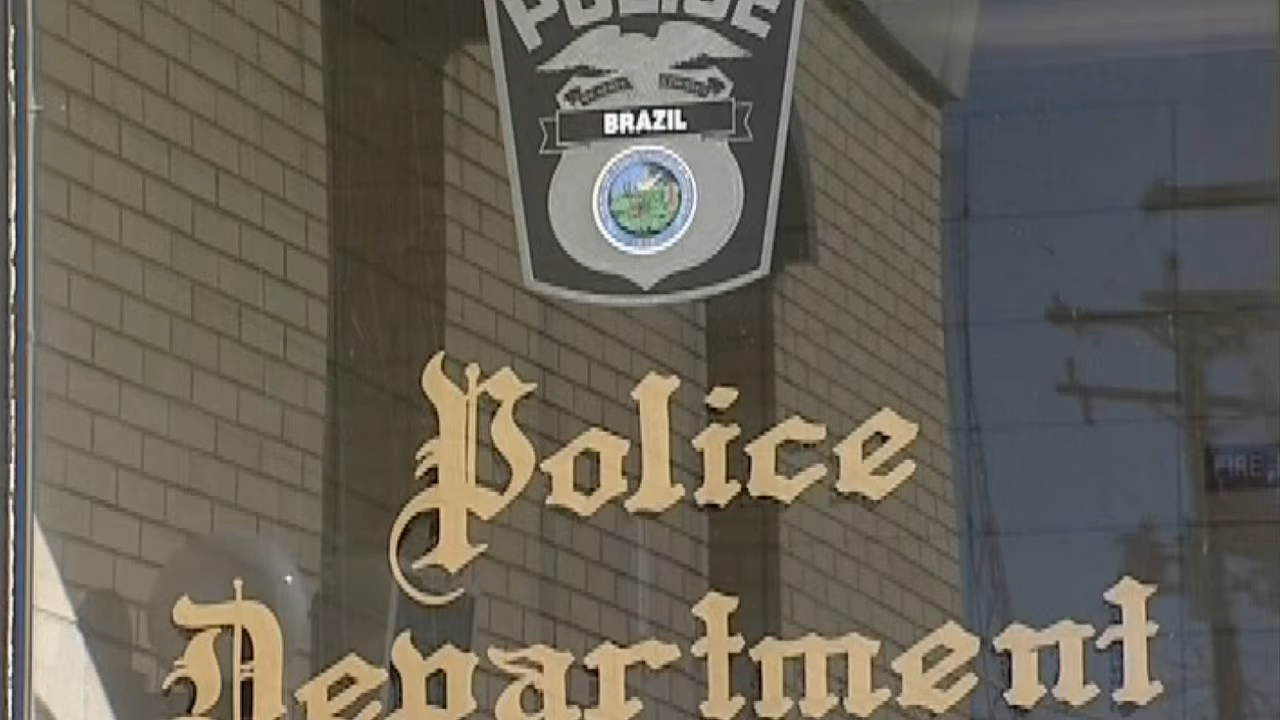 POLICE
BRAZIL
Police
Department
FIRE